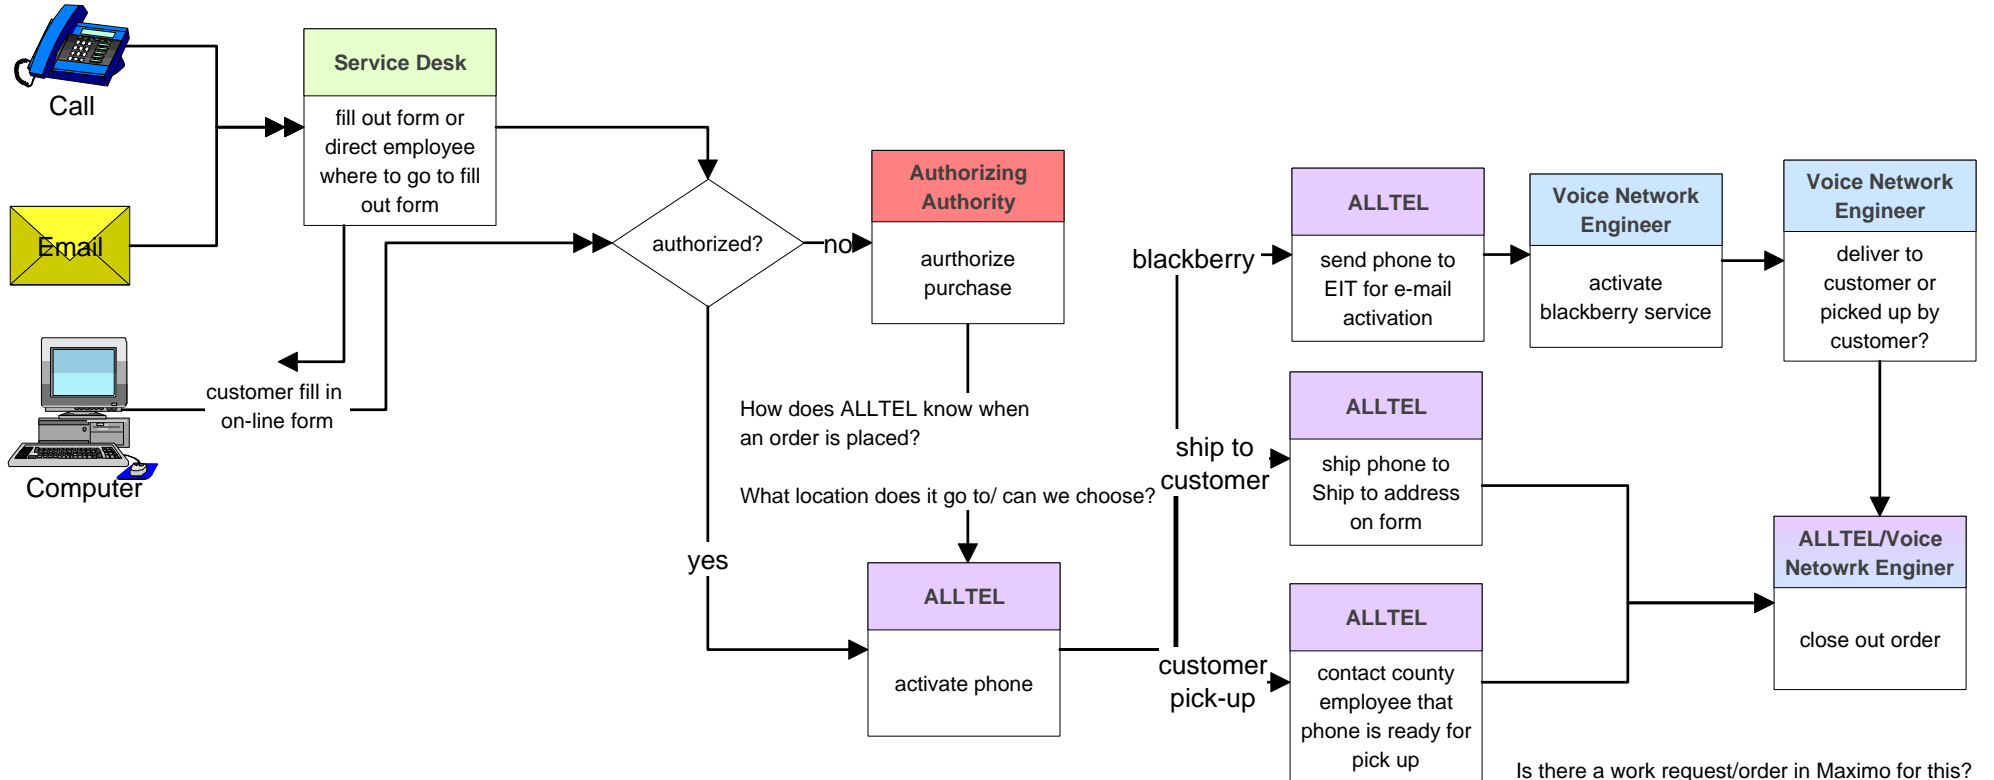 Call
Email
Computer
customer fill in
on-line form
Service Desk
fill out form or
direct employee
where to go to fill
out form
authorized?
no
yes
Authorizing
Authority
aurthorize
purchase
How does ALLTEL know when
an order is placed?
What location does it go to/ can we choose?
ALLTEL
activate phone
blackberry
ship to
customer
customer
pick-up
ALLTEL
send phone to
EIT for e-mail
activation
Voice Network
Engineer
activate
blackberry service
Voice Network
Engineer
deliver to
customer or
picked up by
customer?
ALLTEL
ship phone to
Ship to address
on form
ALLTEL
contact county
employee that
phone is ready for
pick up
ALLTEL/Voice
Netowrk Enginer
close out order
Is there a work request/order in Maximo for this?